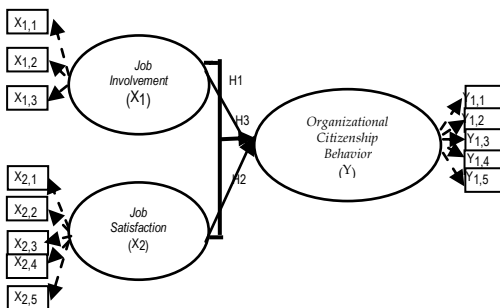 X1,1
X1,2
X1,3
Job
Involvement
(X1)
H1
H3
H2
Organizational
Citizenship
Behavior
(Y)
Y1,1
Y1,2
Y1,3
Y1,4
Y1,5
X2,1
X2,2
X2,3
X2,4
X2,5
Job
Satisfaction
(X2)